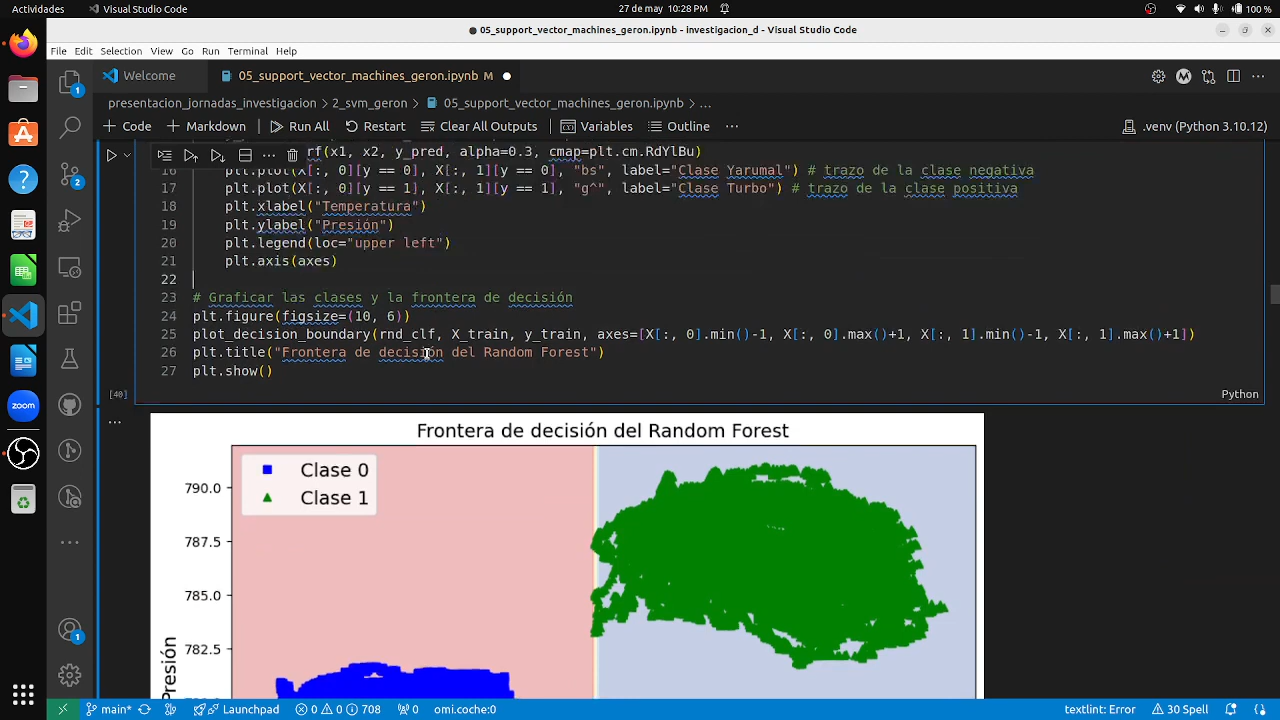 Actividades
Visual Studio Code
27 de may 10:28 PM
100 %
05_support_vector_machines_geron.ipynb - investigacion_d - Visual Studio Code
File Edit Selection View Go Run Terminal Help
Welcome
05_support_vector_machines_geron.ipynb M
presentacion_jornadas_investigacion > 2_svm_geron > 05_support_vector_machines_geron.ipynb > ...
+ Code + Markdown Run All Restart Clear All Outputs Variables Outline ...
.venv (Python 3.10.12)
rf(x1, x2, y_pred, alpha=0.3, cmap=plt.cm.RdYlBu)
16 plt.plot(X[:, 0][y == 0], X[:, 1][y == 0], "bs", label="Clase Yarumal") # trazo de la clase negativa
17 plt.plot(X[:, 0][y == 1], X[:, 1][y == 1], "g^", label="Clase Turbo") # trazo de la clase positiva
18 plt.xlabel("Temperatura")
19 plt.ylabel("Presión")
20 plt.legend(loc="upper left")
21 plt.axis(axes)
22
23 # Graficar las clases y la frontera de decisión
24 plt.figure(figsize=(10, 6))
25 plot_decision_boundary(rnd_clf, X_train, y_train, axes=[X[:, 0].min()-1, X[:, 0].max()+1, X[:, 1].min()-1, X[:, 1].max()+1])
26 plt.title("Frontera de decisión del Random Forest")
27 plt.show()
[40]
Python
Frontera de decisión del Random Forest
Clase 0
Clase 1
790.0
787.5
785.0
782.5
Presión
zoom
1
2
1
main*
Launchpad
0 0 708
0
omi.coche:0
textlint: Error
30 Spell